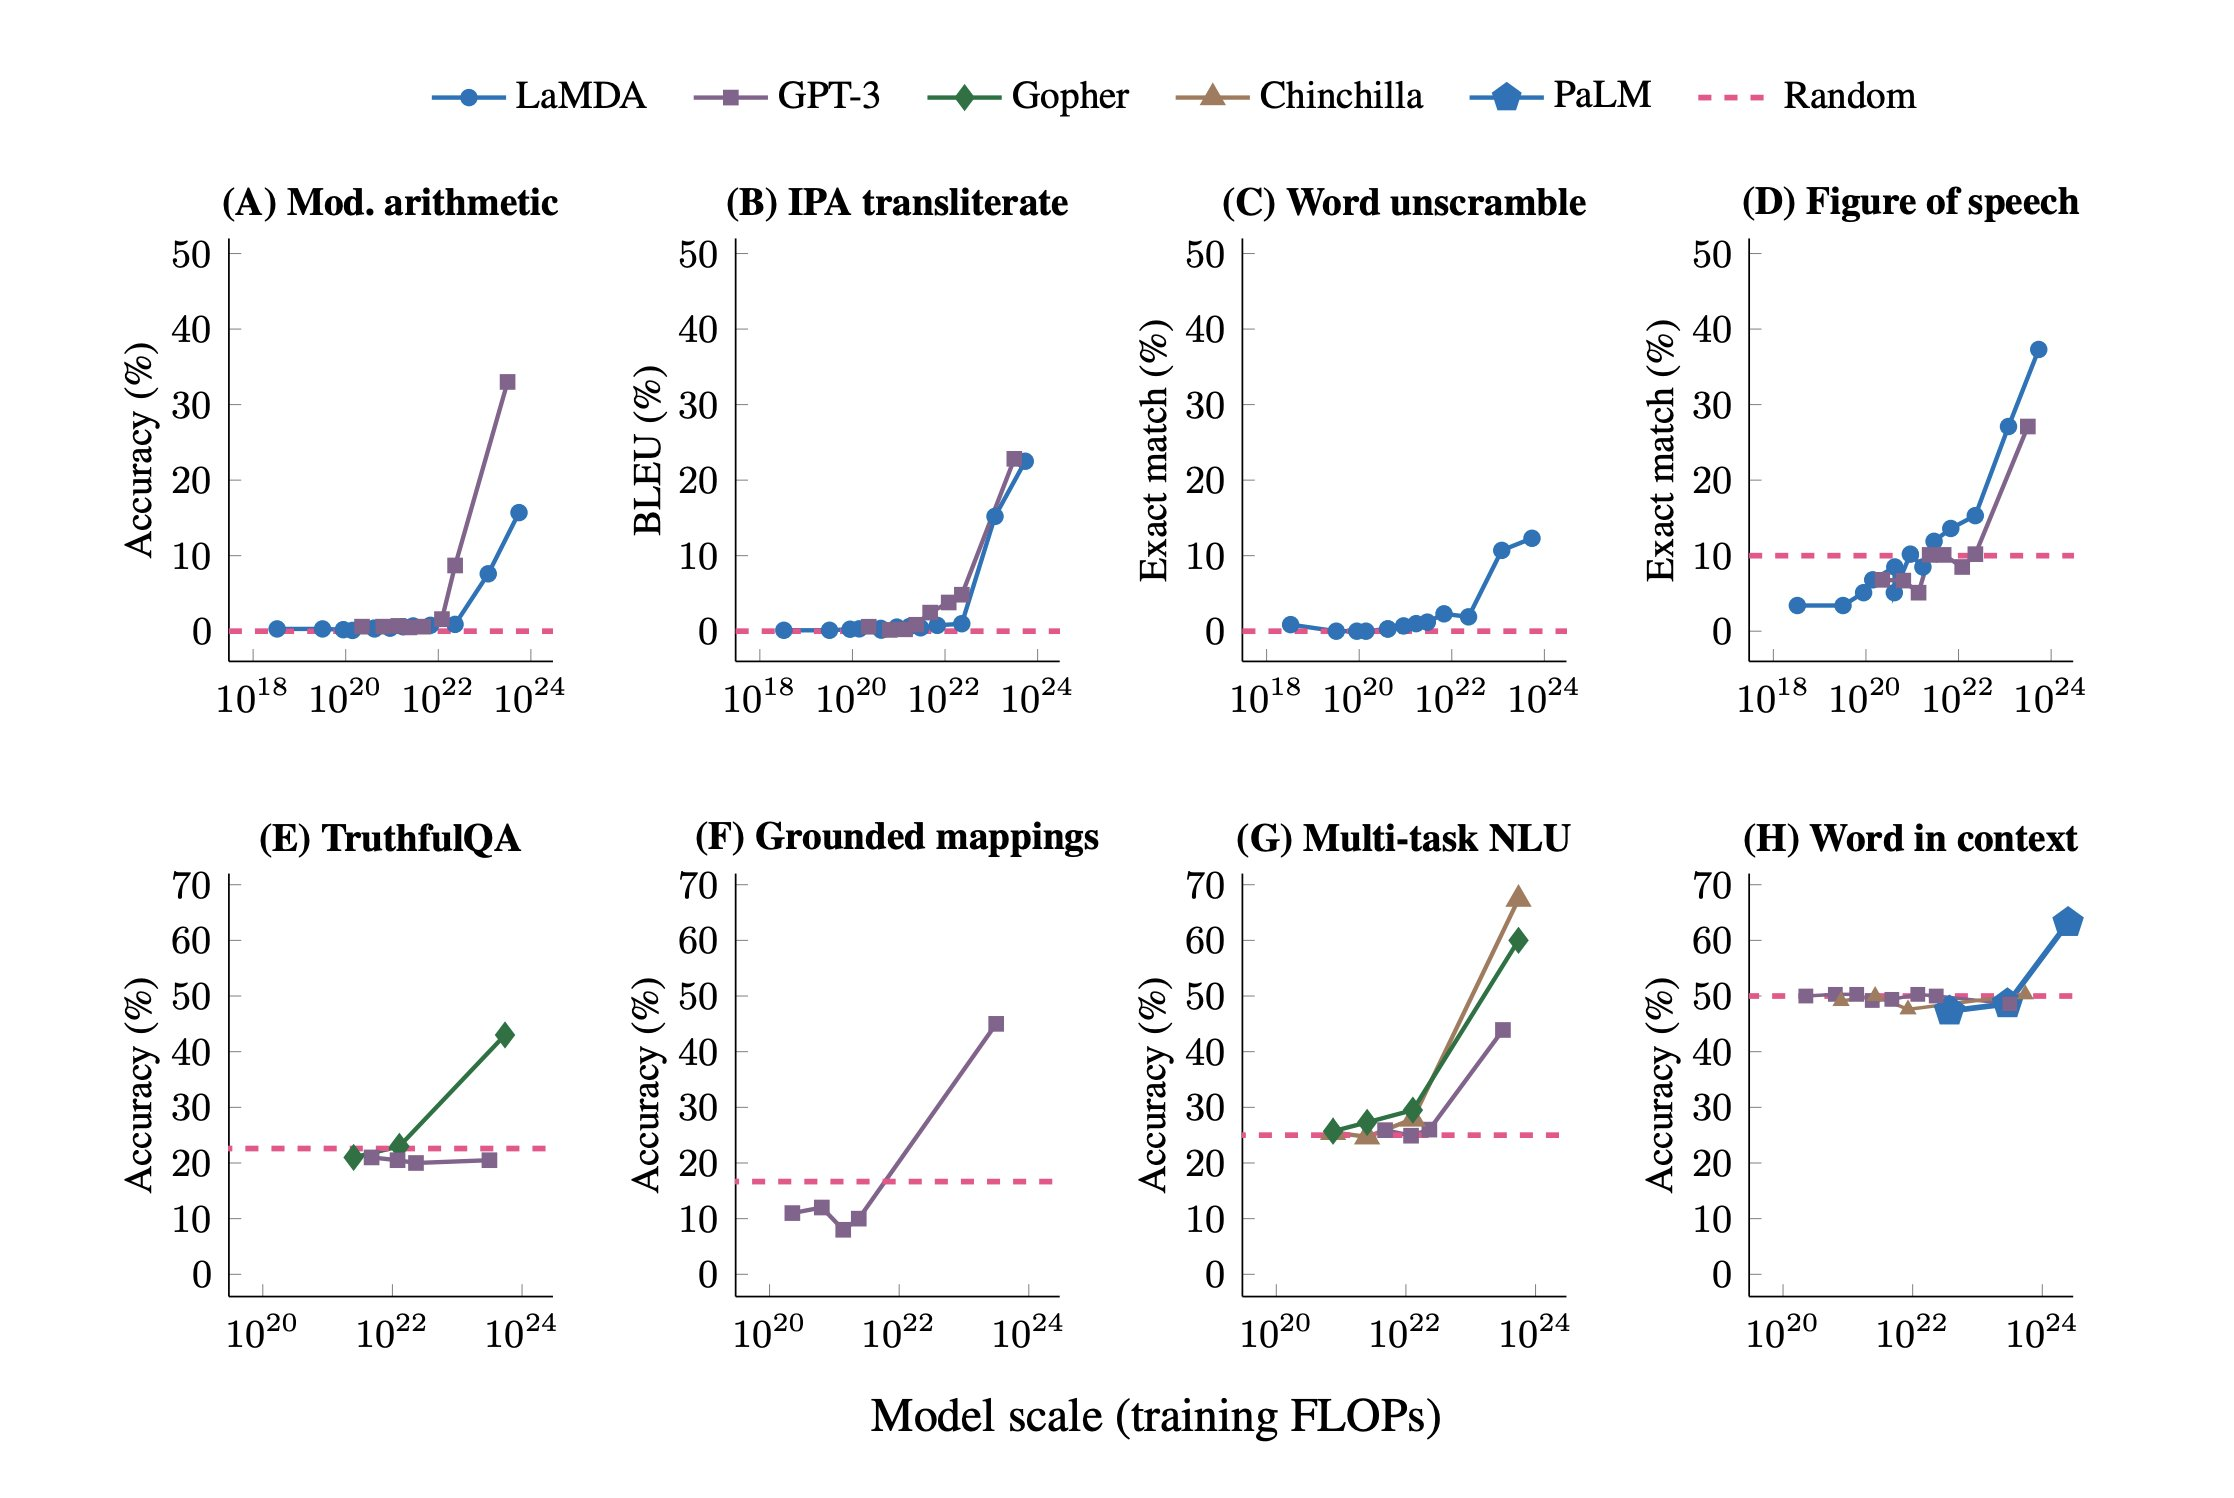 LaMDA GPT-3 Gopher Chinchilla PaLM Random
(A) Mod. arithmetic
Accuracy (%)
50
40
30
20
10
0
10^18 10^20 10^22 10^24
(B) IPA transliterate
BLEU (%)
50
40
30
20
10
0
10^18 10^20 10^22 10^24
(C) Word unscramble
Exact match (%)
50
40
30
20
10
0
10^18 10^20 10^22 10^24
(D) Figure of speech
Exact match (%)
50
40
30
20
10
0
10^18 10^20 10^22 10^24
(E) TruthfulQA
Accuracy (%)
70
60
50
40
30
20
10
0
10^20 10^22 10^24
(F) Grounded mappings
Accuracy (%)
70
60
50
40
30
20
10
0
10^20 10^22 10^24
(G) Multi-task NLU
Accuracy (%)
70
60
50
40
30
20
10
0
10^20 10^22 10^24
(H) Word in context
Accuracy (%)
70
60
50
40
30
20
10
0
10^20 10^22 10^24
Model scale (training FLOPs)